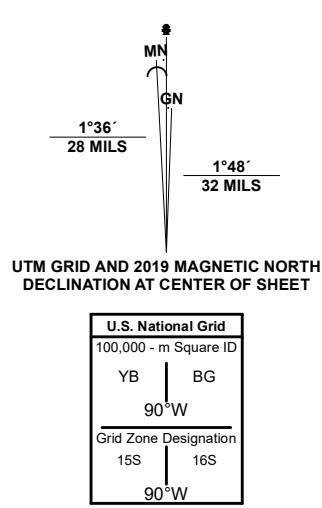 MN
GN
1°36´
28 MILS
1°48´
32 MILS
UTM GRID AND 2019 MAGNETIC NORTH
DECLINATION AT CENTER OF SHEET
U.S. National Grid
100,000 - m Square ID
YB BG
90°W
Grid Zone Designation
15S 16S
90°W